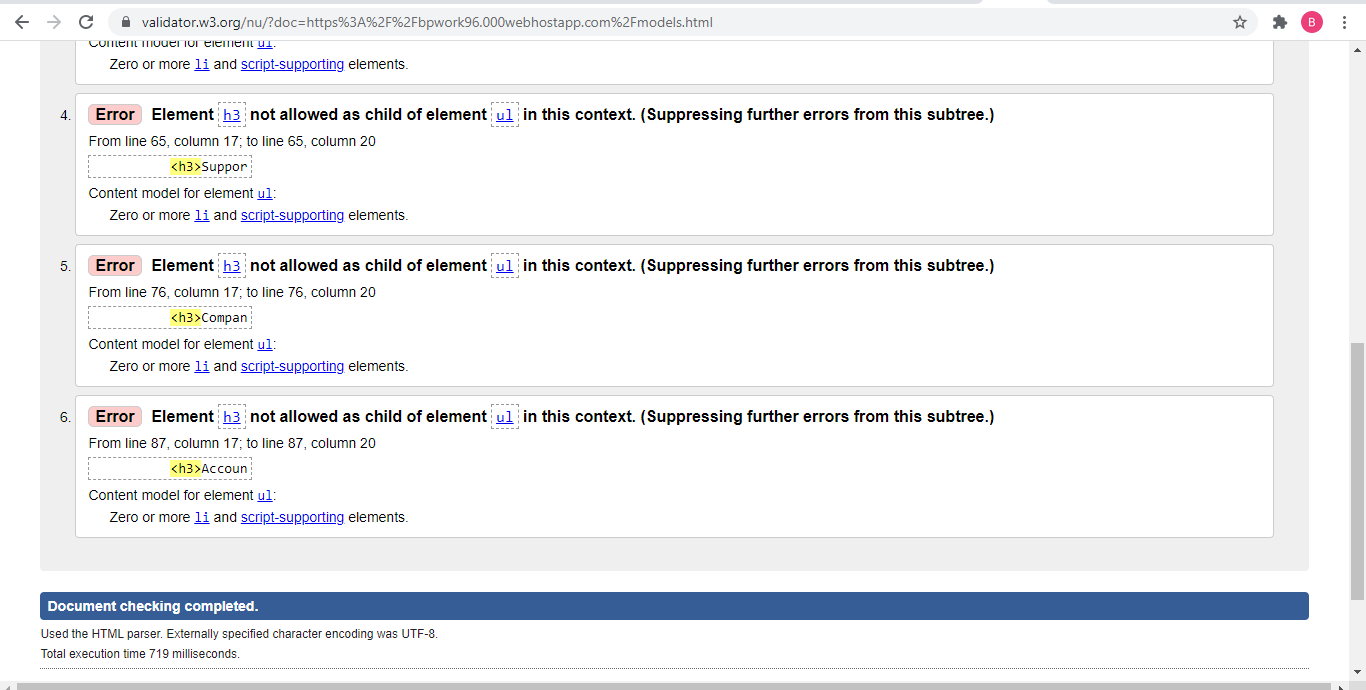 validator.w3.org/nu/?doc=https%3A%2F%2Fbpwork96.000webhostapp.com%2Fmodels.html
B
Content model for element ul:
Zero or more li and script-supporting elements.
4. Error Element h3 not allowed as child of element ul in this context. (Suppressing further errors from this subtree.)
From line 65, column 17; to line 65, column 20
<h3>Suppor
Content model for element ul:
Zero or more li and script-supporting elements.
5. Error Element h3 not allowed as child of element ul in this context. (Suppressing further errors from this subtree.)
From line 76, column 17; to line 76, column 20
<h3>Compan
Content model for element ul:
Zero or more li and script-supporting elements.
6. Error Element h3 not allowed as child of element ul in this context. (Suppressing further errors from this subtree.)
From line 87, column 17; to line 87, column 20
<h3>Accoun
Content model for element ul:
Zero or more li and script-supporting elements.
Document checking completed.
Used the HTML parser. Externally specified character encoding was UTF-8.
Total execution time 719 milliseconds.